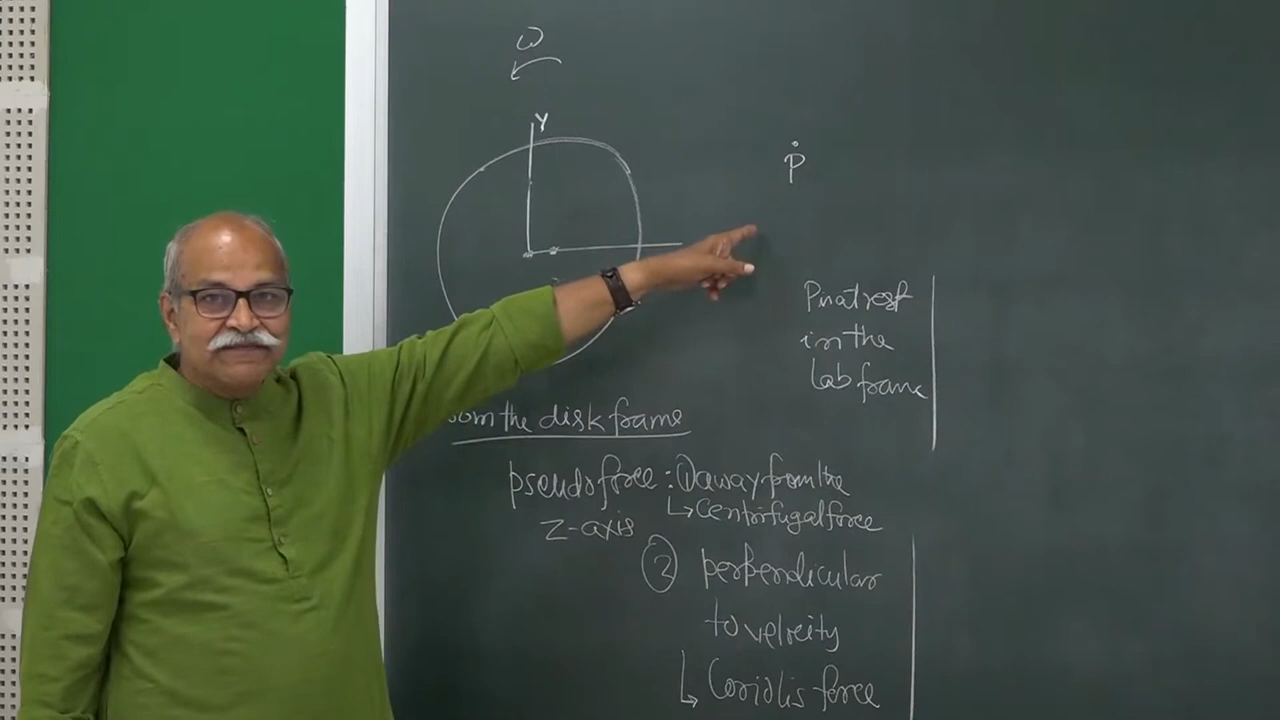 ω
Y
P
P is at rest
in the
lab frame
om the disk frame
pseudoforce : ① away from the
z-axis
↳ Centrifugal force
② perpendicular
to velocity
↳ Coriolis force